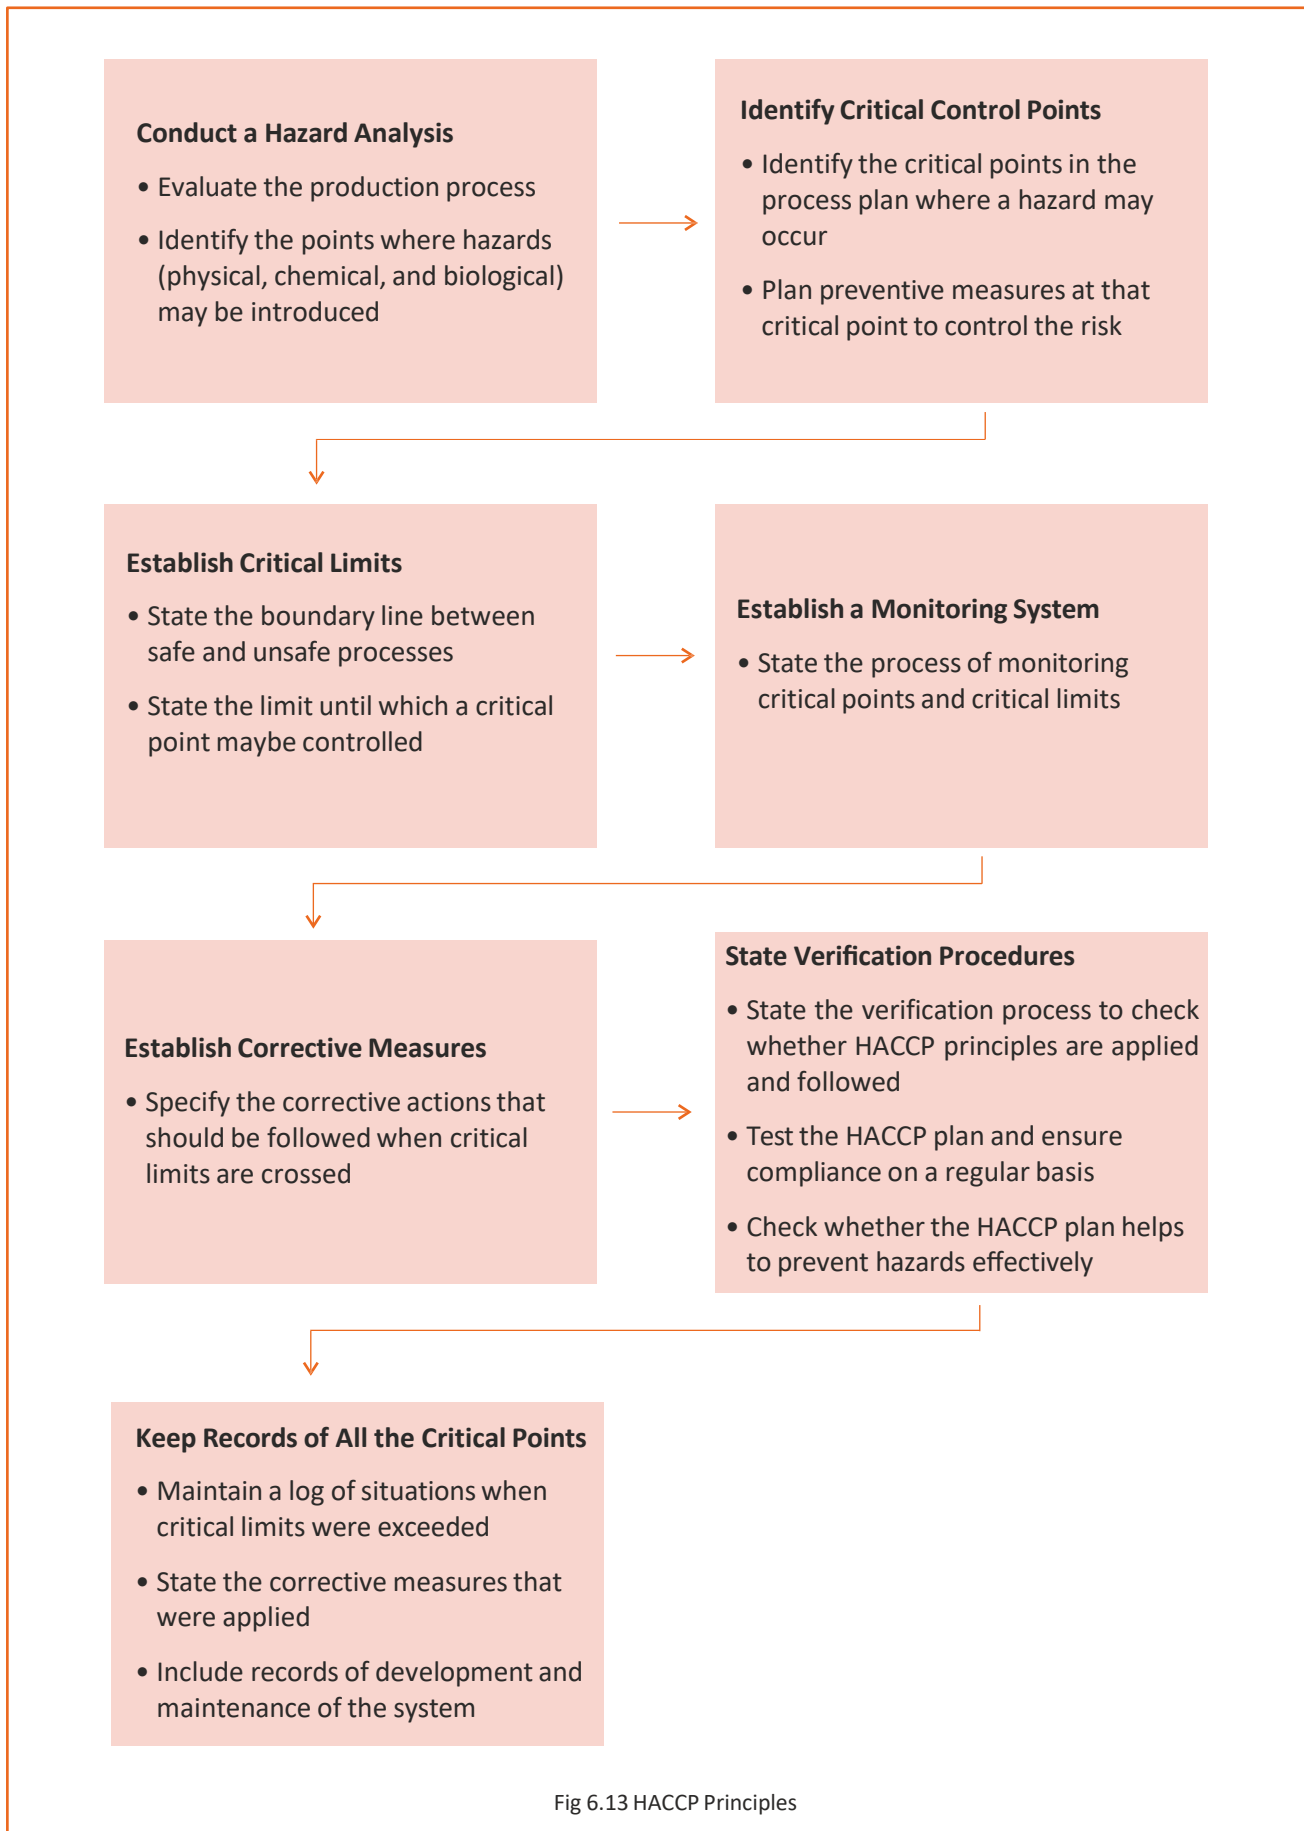 Conduct a Hazard Analysis
• Evaluate the production process
• Identify the points where hazards
(physical, chemical, and biological)
may be introduced
Identify Critical Control Points
• Identify the critical points in the
process plan where a hazard may
occur
• Plan preventive measures at that
critical point to control the risk
Establish Critical Limits
• State the boundary line between
safe and unsafe processes
• State the limit until which a critical
point maybe controlled
Establish a Monitoring System
• State the process of monitoring
critical points and critical limits
Establish Corrective Measures
• Specify the corrective actions that
should be followed when critical
limits are crossed
State Verification Procedures
• State the verification process to check
whether HACCP principles are applied
and followed
• Test the HACCP plan and ensure
compliance on a regular basis
• Check whether the HACCP plan helps
to prevent hazards effectively
Keep Records of All the Critical Points
• Maintain a log of situations when
critical limits were exceeded
• State the corrective measures that
were applied
• Include records of development and
maintenance of the system
Fig 6.13 HACCP Principles